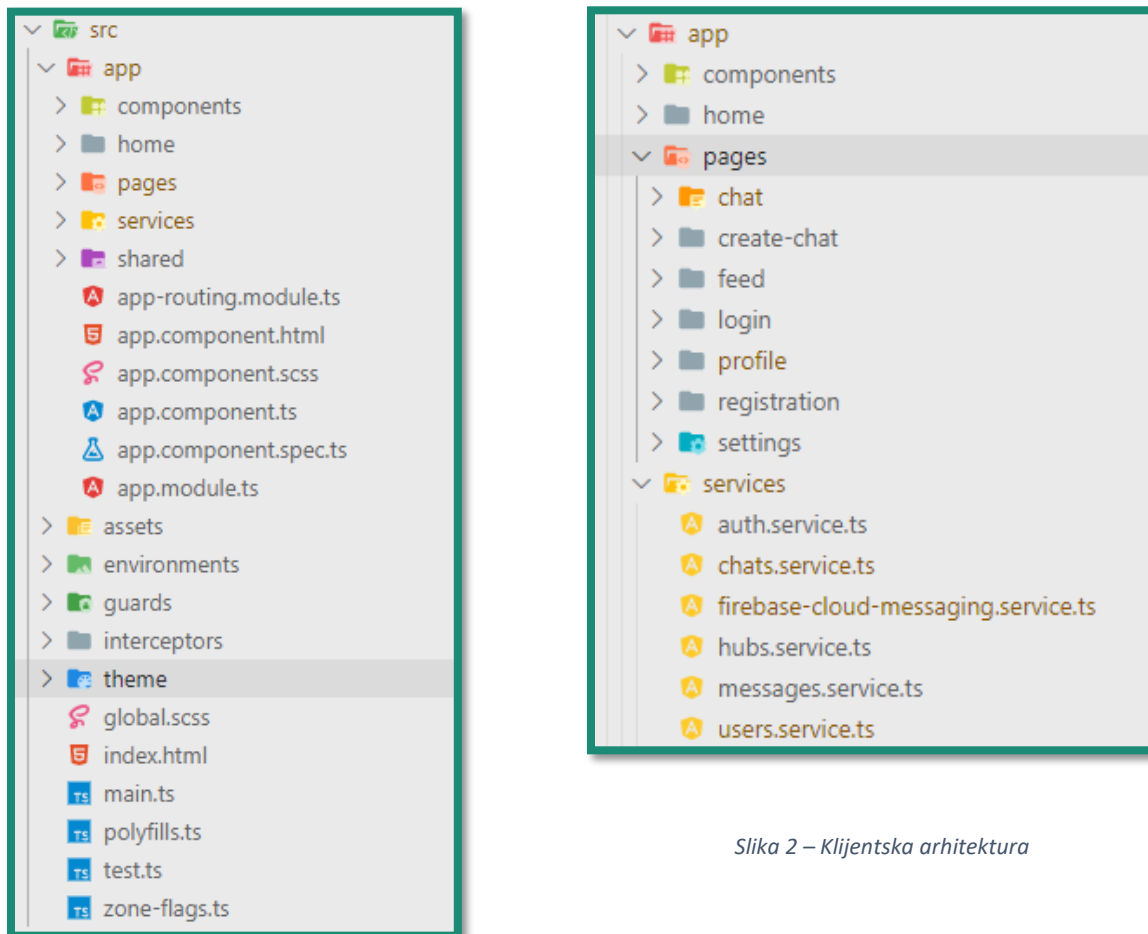 src
app
components
home
pages
services
shared
app-routing.module.ts
app.component.html
app.component.scss
app.component.ts
app.component.spec.ts
app.module.ts
assets
environments
guards
interceptors
theme
global.scss
index.html
main.ts
polyfills.ts
test.ts
zone-flags.ts
app
components
home
pages
chat
create-chat
feed
login
profile
registration
settings
services
auth.service.ts
chats.service.ts
firebase-cloud-messaging.service.ts
hubs.service.ts
messages.service.ts
users.service.ts
Slika 2 – Klijentska arhitektura